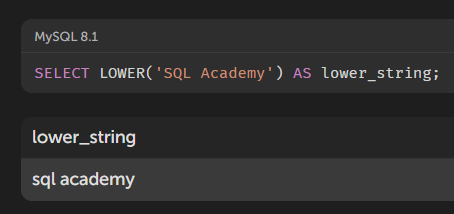 MySQL 8.1
SELECT LOWER('SQL Academy') AS lower_string;
lower_string
sql academy